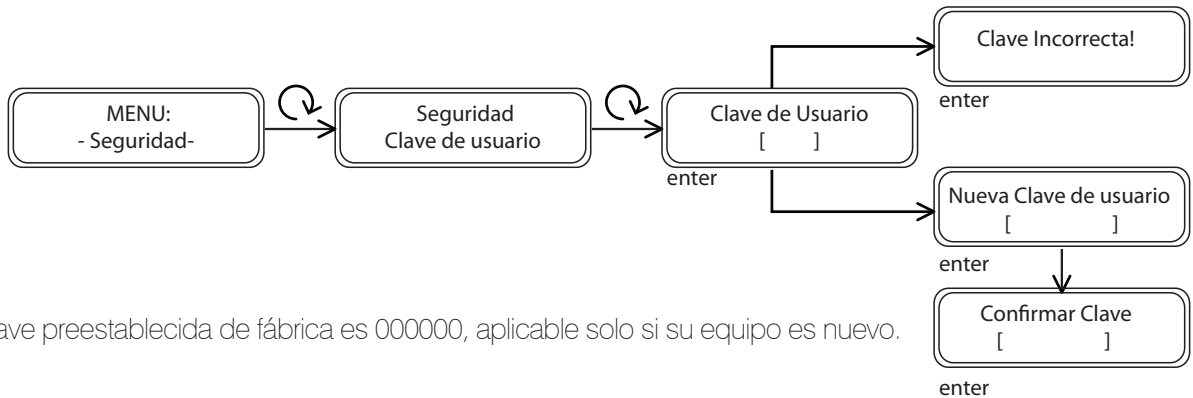 MENU:
- Seguridad-
Seguridad
Clave de usuario
Clave de Usuario
[ ]
enter
Clave Incorrecta!
enter
Nueva Clave de usuario
[ ]
enter
Confirmar Clave
[ ]
enter
preestablecida de fábrica es 000000, aplicable solo si su equipo es nuevo.